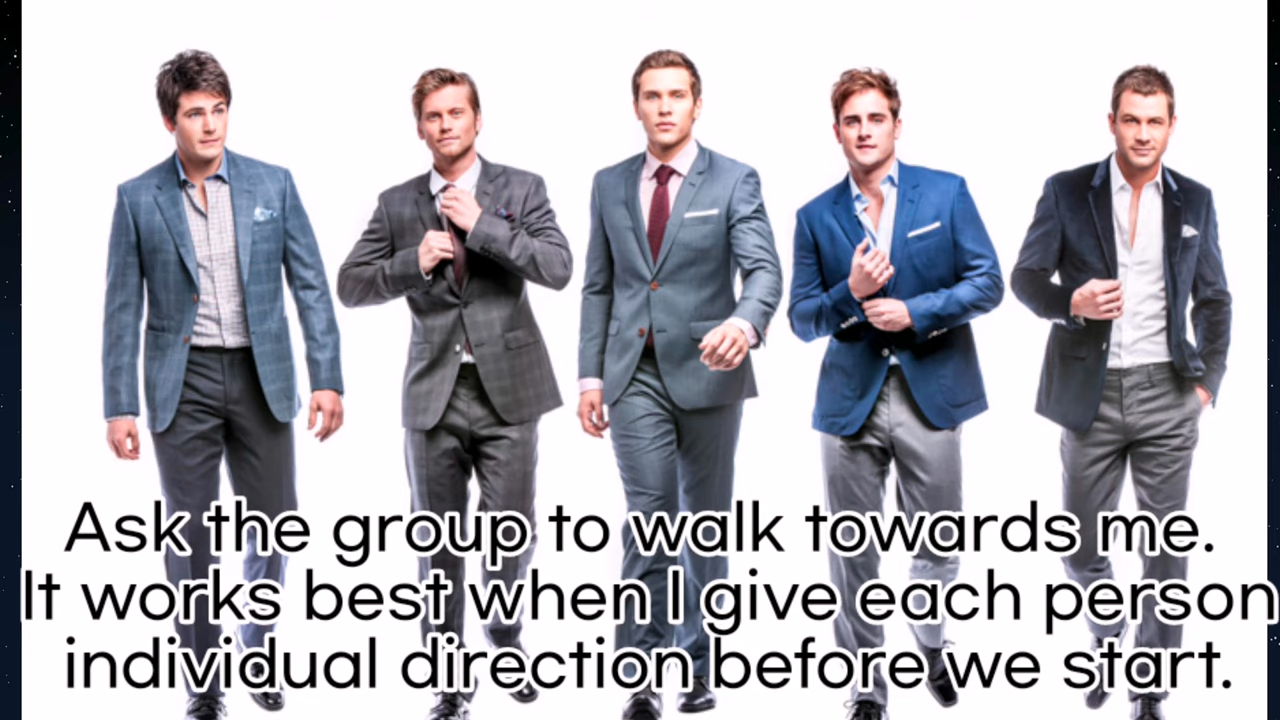 Ask the group to walk towards me.
It works best when I give each person
individual direction before we start.